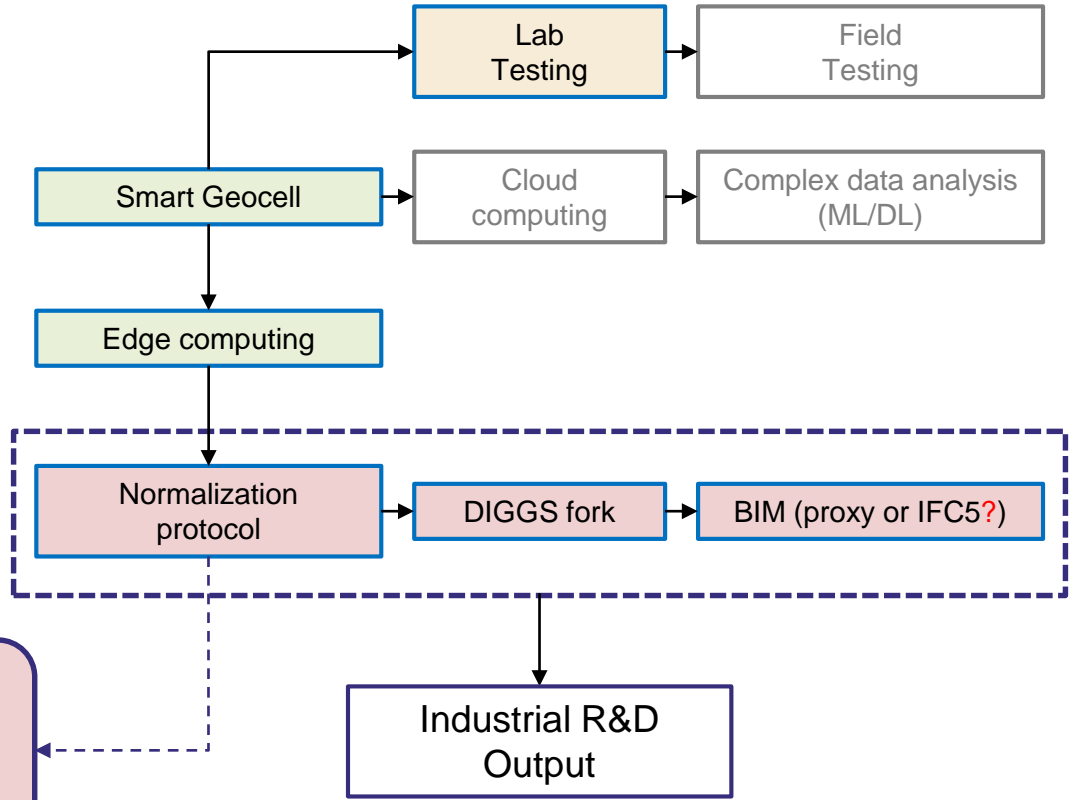 Lab
Testing
Field
Testing
Smart Geocell
Cloud
computing
Complex data analysis
(ML/DL)
Edge computing
Normalization
protocol
DIGGS fork
BIM (proxy or IFC5?)
Industrial R&D
Output